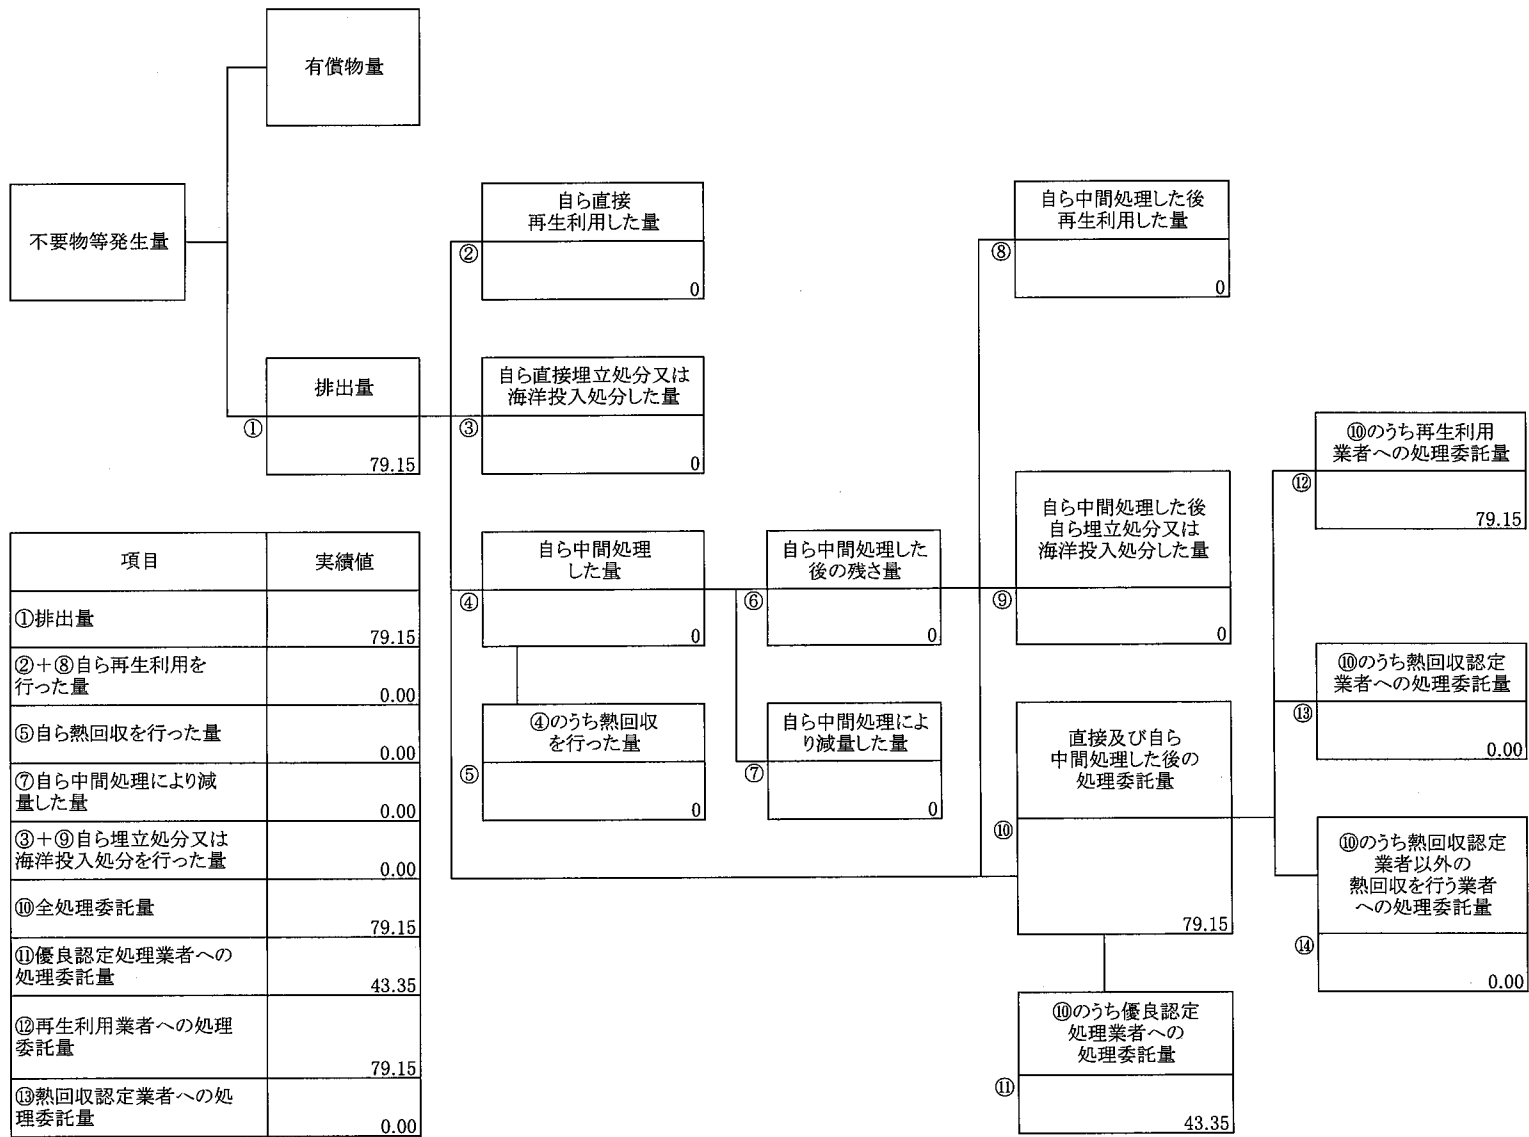 有償物量
不要物等発生量
排出量
①
79.15
自ら直接
再生利用した量
②
0
自ら直接埋立処分又は
海洋投入処分した量
③
0
自ら中間処理
した量
④
0
④のうち熱回収
を行った量
⑤
0
自ら中間処理した
後の残さ量
⑥
0
自ら中間処理によ
り減量した量
⑦
0
自ら中間処理した後
再生利用した量
⑧
0
自ら中間処理した後
自ら埋立処分又は
海洋投入処分した量
⑨
0
直接及び自ら
中間処理した後の
処理委託量
⑩
79.15
⑩のうち優良認定
処理業者への
処理委託量
⑪
43.35
⑩のうち再生利用
業者への処理委託量
⑫
79.15
⑩のうち熱回収認定
業者への処理委託量
⑬
0.00
⑩のうち熱回収認定
業者以外の
熱回収を行う業者
への処理委託量
⑭
0.00
項目 実績値
①排出量
79.15
②+⑧自ら再生利用を
行った量
0.00
⑤自ら熱回収を行った量
0.00
⑦自ら中間処理により減
量した量
0.00
③+⑨自ら埋立処分又は
海洋投入処分を行った量
0.00
⑩全処理委託量
79.15
⑪優良認定処理業者への
処理委託量
43.35
⑫再生利用業者への処理
委託量
79.15
⑬熱回収認定業者への処
理委託量
0.00